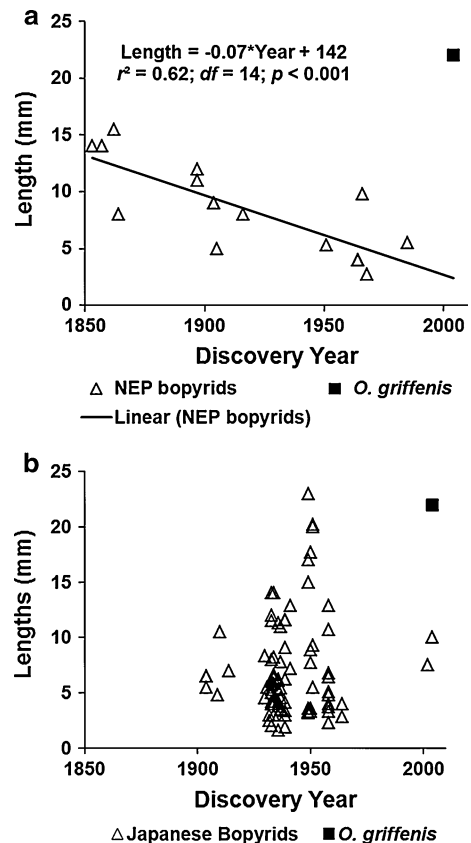 a
Length = -0.07*Year + 142
r² = 0.62; df = 14; p < 0.001
25
20
15
10
5
0
Length (mm)
1850 1900 1950 2000
Discovery Year
△ NEP bopyrids ■ O. griffenis
— Linear (NEP bopyrids)
b
25
20
15
10
5
0
Lengths (mm)
1850 1900 1950 2000
Discovery Year
△ Japanese Bopyrids ■ O. griffenis